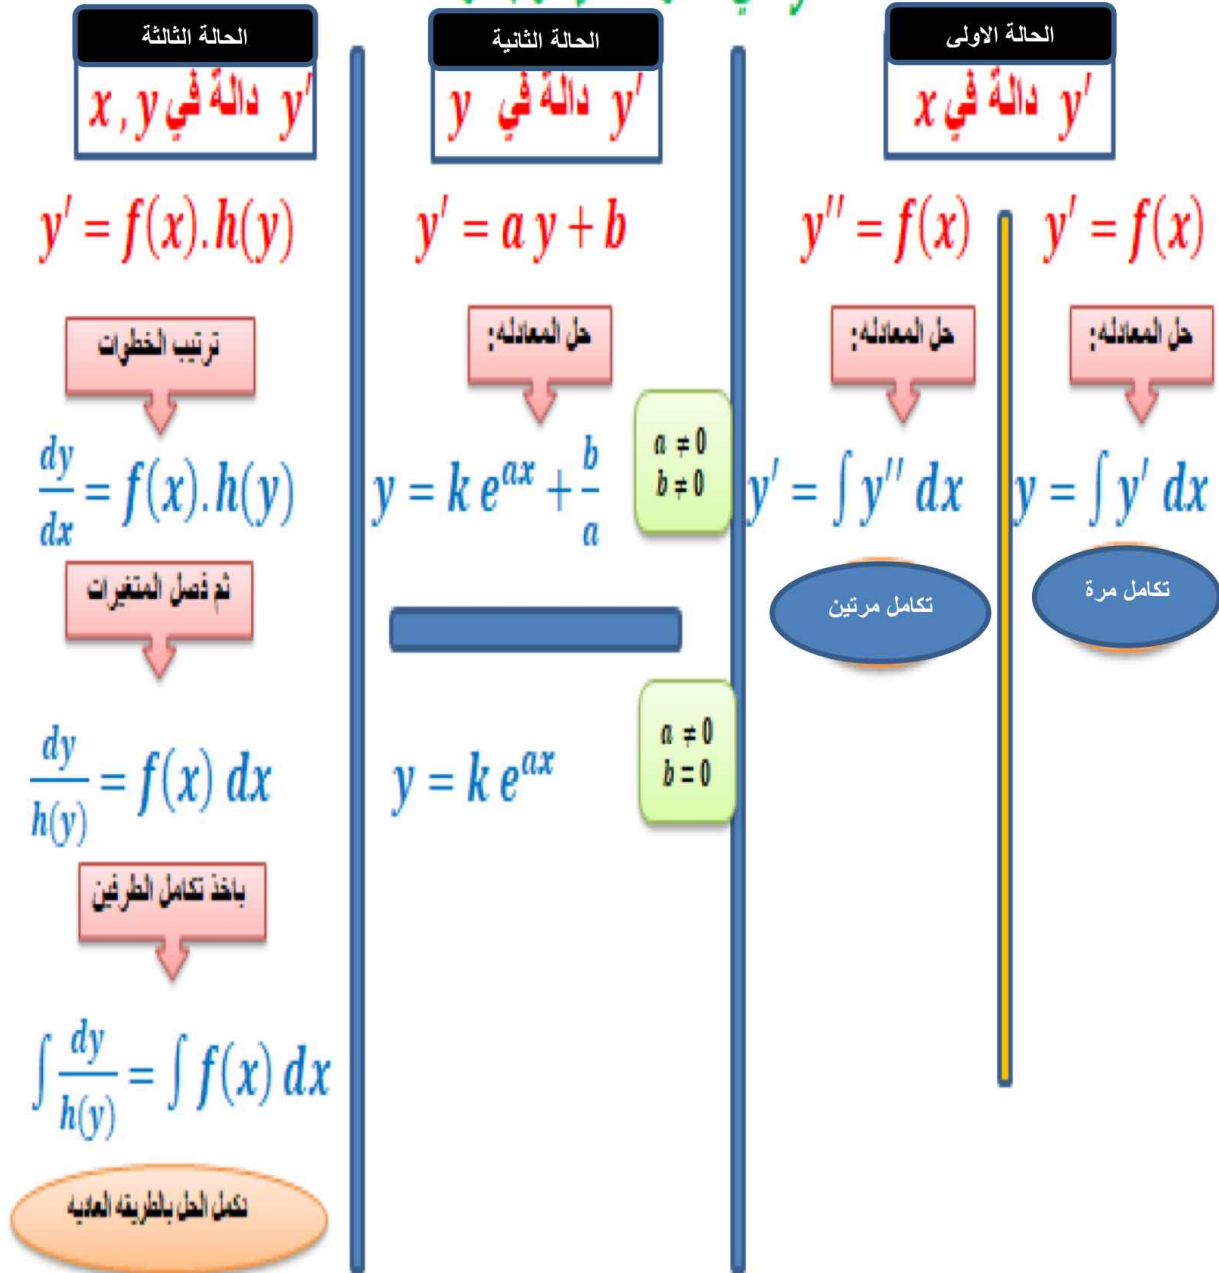 الحالة الاولى
y′ دالة في x
y′ = f(x)
حل المعادله:
y = ∫ y′ dx
تكامل مرة
y′′ = f(x)
حل المعادله:
y′ = ∫ y′′ dx
تكامل مرتين
الحالة الثانية
y′ دالة في y
y′ = a y + b
حل المعادله:
a ≠ 0
b ≠ 0
y = k e^{ax} + b/a
a ≠ 0
b = 0
y = k e^{ax}
الحالة الثالثة
y′ دالة في x , y
y′ = f(x). h(y)
ترتيب الخطوات
dy/dx = f(x). h(y)
ثم فصل المتغيرات
dy/h(y) = f(x) dx
باخذ تكامل الطرفين
∫ dy/h(y) = ∫ f(x) dx
نكمل الحل بالطريقه العاديه